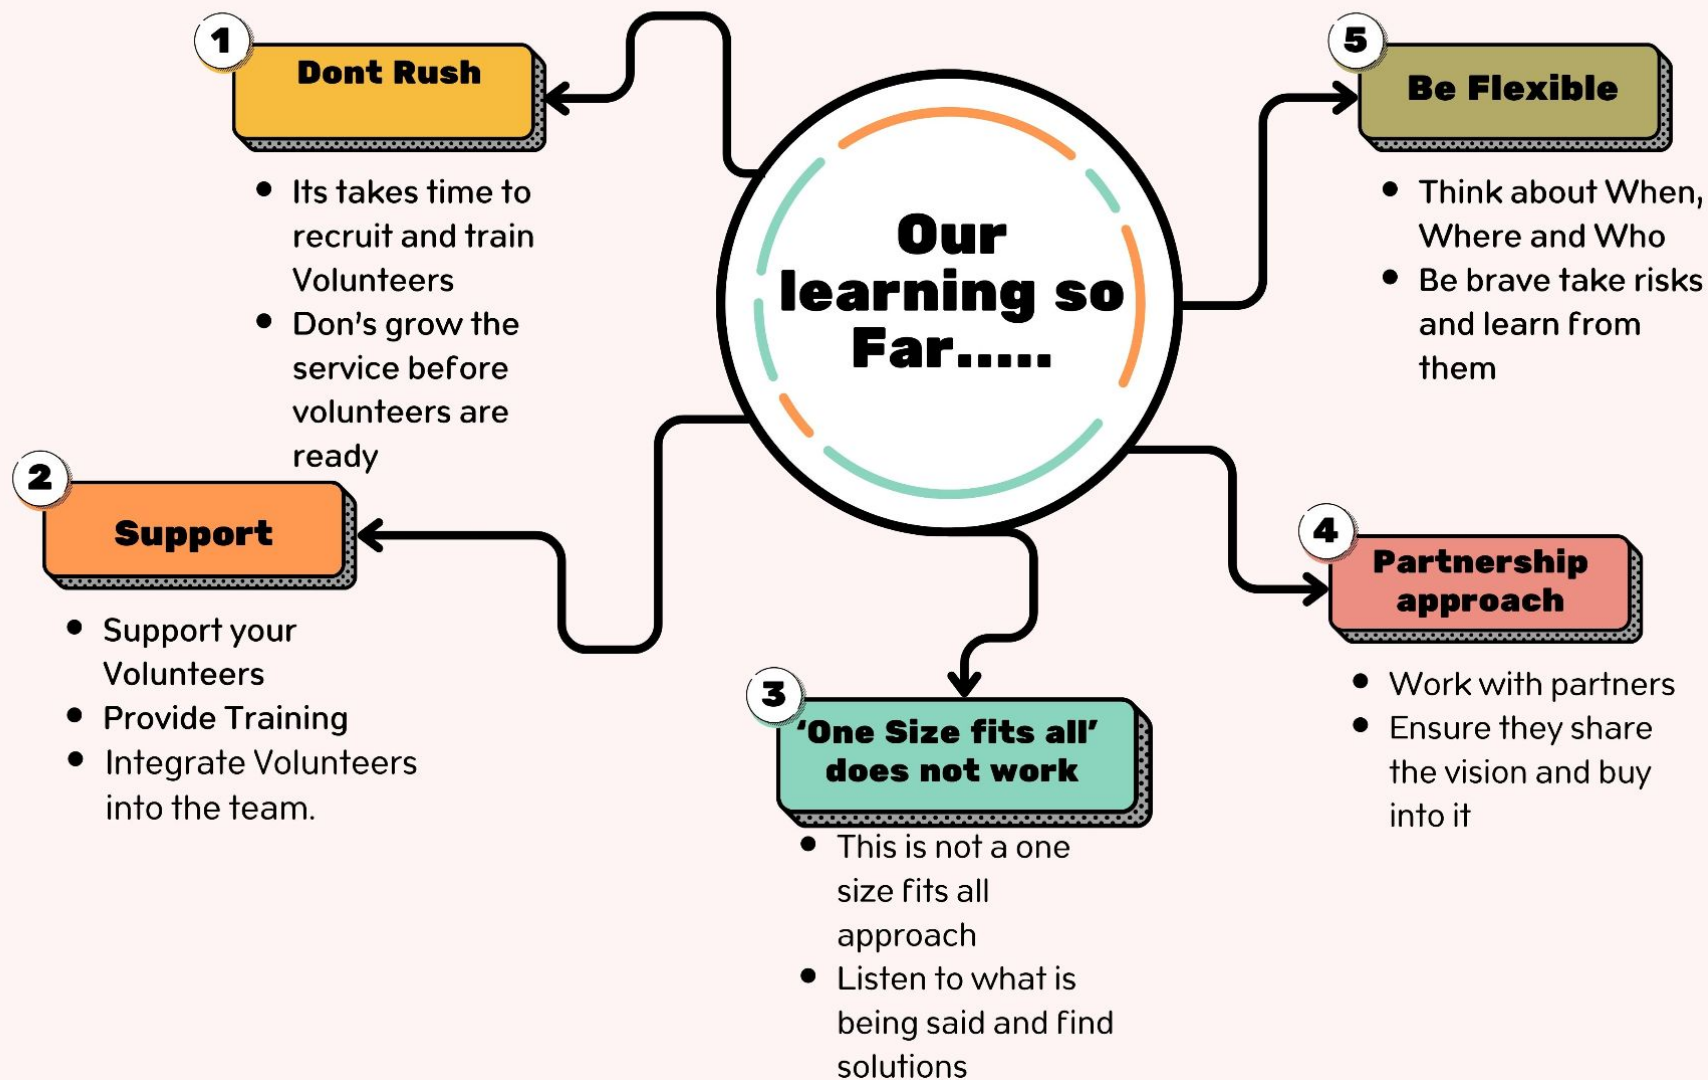 Our
learning so
Far.....
1
Dont Rush
● Its takes time to
recruit and train
Volunteers
● Don's grow the
service before
volunteers are
ready
2
Support
● Support your
Volunteers
● Provide Training
● Integrate Volunteers
into the team.
3
‘One Size fits all’
does not work
● This is not a one
size fits all
approach
● Listen to what is
being said and find
solutions
4
Partnership
approach
● Work with partners
● Ensure they share
the vision and buy
into it
5
Be Flexible
● Think about When,
Where and Who
● Be brave take risks
and learn from
them